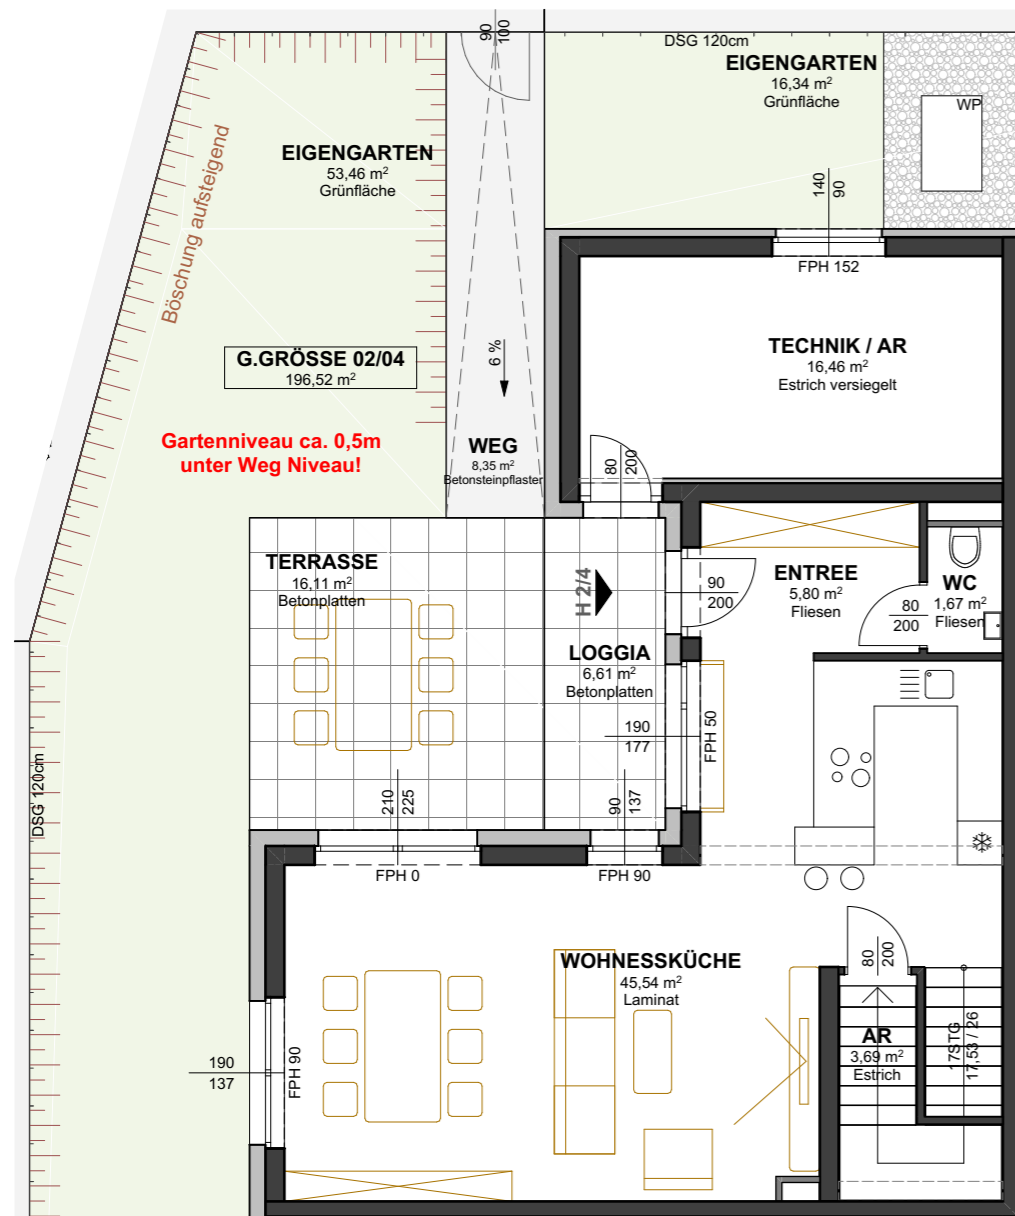 90
100
DSG 120cm
EIGENGARTEN
16,34 m²
Grünfläche
WP
EIGENGARTEN
53,46 m²
Grünfläche
Böschung aufsteigend
140
90
FPH 152
G.GRÖSSE 02/04
196,52 m²
6 %
TECHNIK / AR
16,46 m²
Estrich versiegelt
Gartenniveau ca. 0,5m
unter Weg Niveau!
WEG
8,35 m²
Betonsteinpflaster
80
200
TERRASSE
16,11 m²
Betonplatten
H 2/4
90
200
ENTREE
5,80 m²
Fliesen
80
200
WC
1,67 m²
Fliesen
LOGGIA
6,61 m²
Betonplatten
190
177
FPH 50
DSG 120cm
210
225
90
137
FPH 0
FPH 90
WOHNESSKÜCHE
45,54 m²
Laminat
80
200
190
137
FPH 90
AR
3,69 m²
Estrich
17STG
17,53 / 26